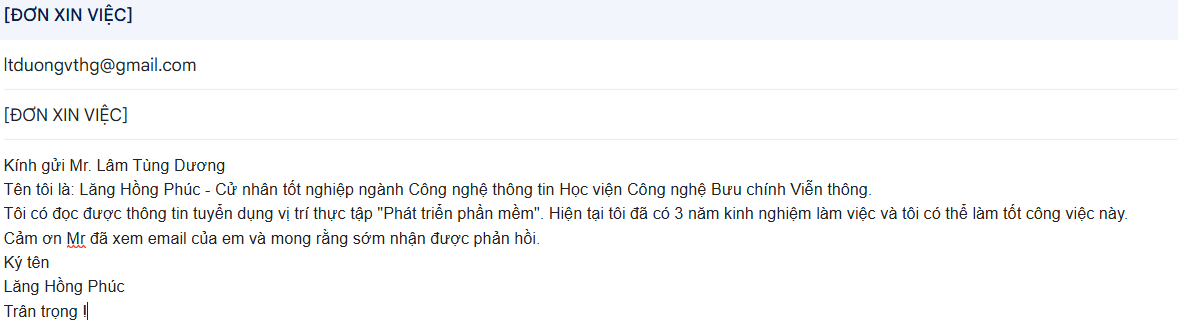 [ĐƠN XIN VIỆC]
ltduongvthg@gmail.com
[ĐƠN XIN VIỆC]
Kính gửi Mr. Lâm Tùng Dương
Tên tôi là: Lăng Hồng Phúc - Cử nhân tốt nghiệp ngành Công nghệ thông tin Học viện Công nghệ Bưu chính Viễn thông.
Tôi có đọc được thông tin tuyển dụng vị trí thực tập "Phát triển phần mềm". Hiện tại tôi đã có 3 năm kinh nghiệm làm việc và tôi có thể làm tốt công việc này.
Cảm ơn Mr đã xem email của em và mong rằng sớm nhận được phản hồi.
Ký tên
Lăng Hồng Phúc
Trân trọng !